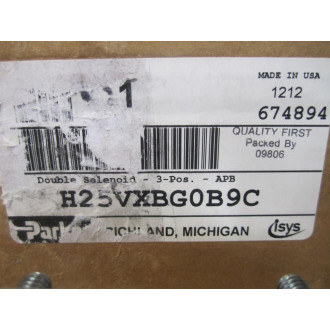 MADE IN USA
1212
674894
QUALITY FIRST
Packed By
09806
Double Solenoid - 3-Pos. - APB
H25VXBG0B9C
Parker RICHLAND, MICHIGAN
isys